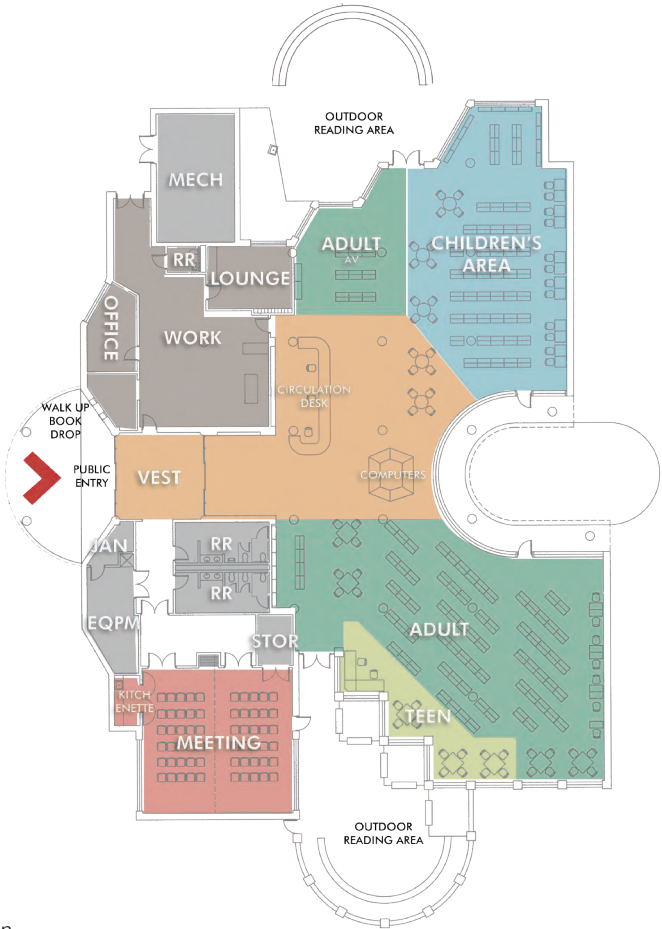 OUTDOOR
READING AREA
MECH
ADULT
AV
CHILDREN'S
AREA
RR
LOUNGE
OFFICE
WORK
CIRCULATION
DESK
WALK UP
BOOK
DROP
PUBLIC
ENTRY
VEST
COMPUTERS
JAN
RR
RR
EQPM
STOR
ADULT
KITCH
ENETTE
TEEN
MEETING
OUTDOOR
READING AREA